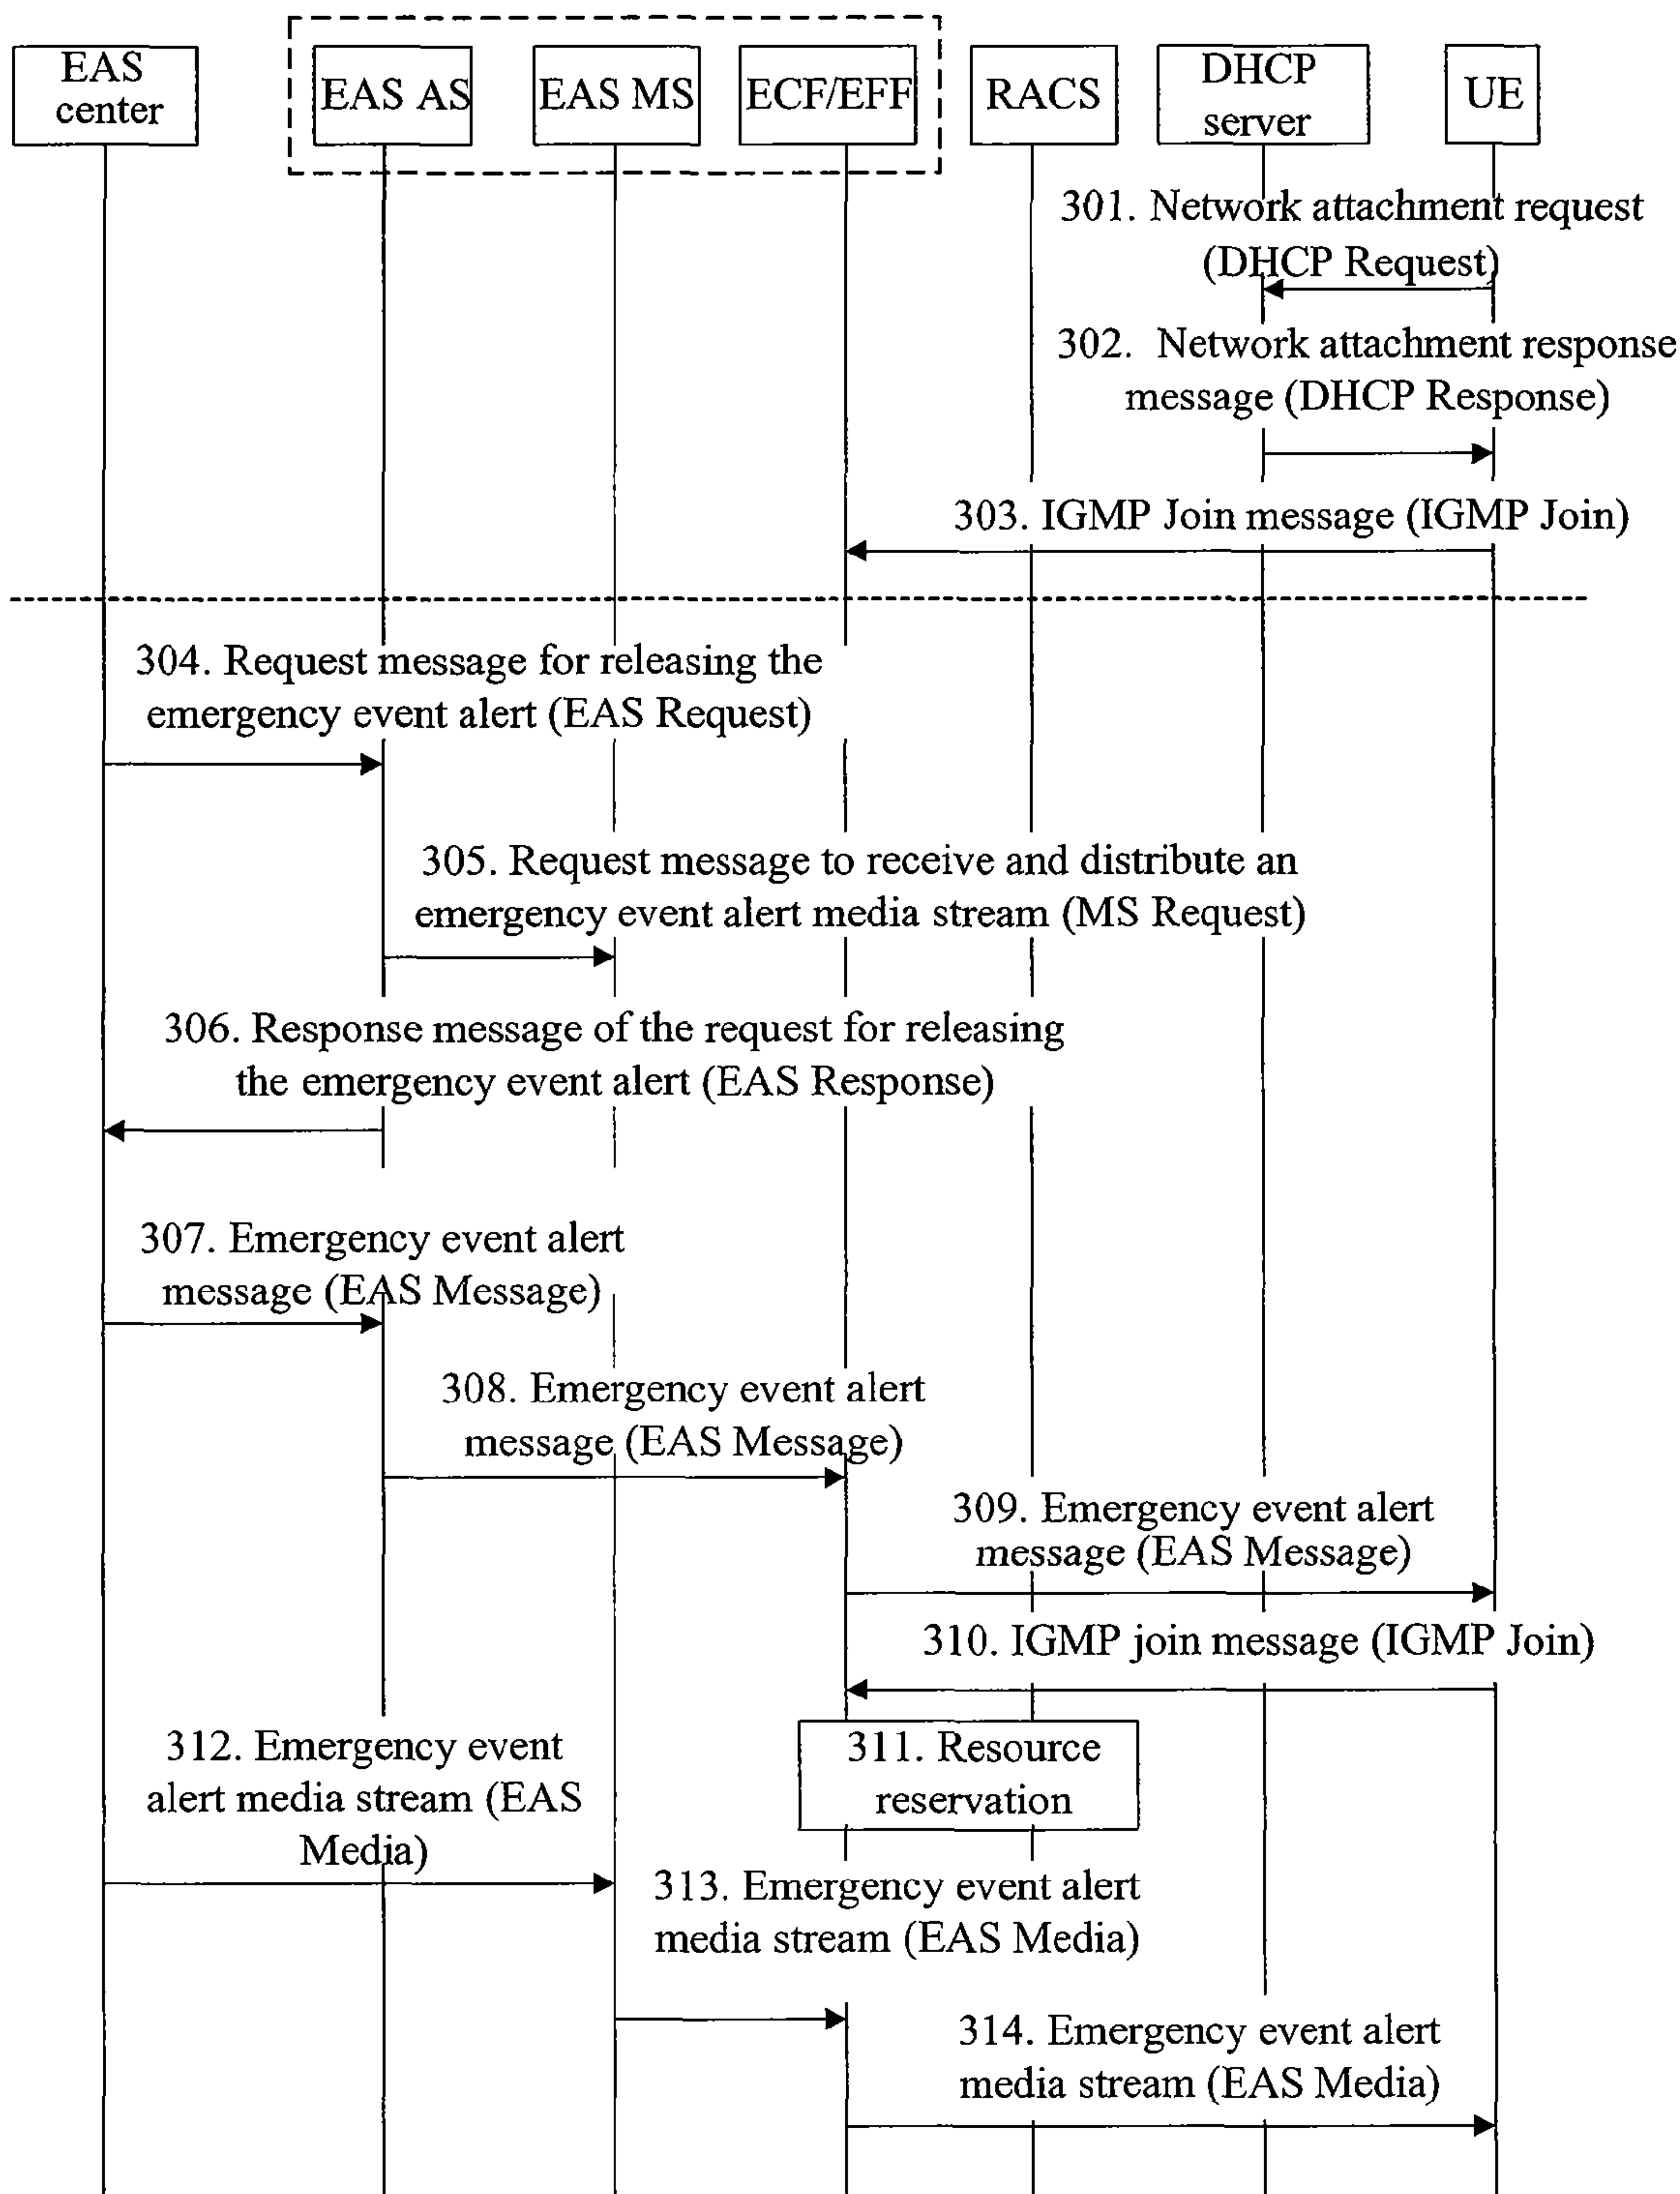 EAS
center
EAS AS
EAS MS
ECF/EFF
RACS
DHCP
server
UE
301. Network attachment request
(DHCP Request)
302. Network attachment response
message (DHCP Response)
303. IGMP Join message (IGMP Join)
304. Request message for releasing the
emergency event alert (EAS Request)
305. Request message to receive and distribute an
emergency event alert media stream (MS Request)
306. Response message of the request for releasing
the emergency event alert (EAS Response)
307. Emergency event alert
message (EAS Message)
308. Emergency event alert
message (EAS Message)
309. Emergency event alert
message (EAS Message)
310. IGMP join message (IGMP Join)
311. Resource
reservation
312. Emergency event
alert media stream (EAS
Media)
313. Emergency event alert
media stream (EAS Media)
314. Emergency event alert
media stream (EAS Media)